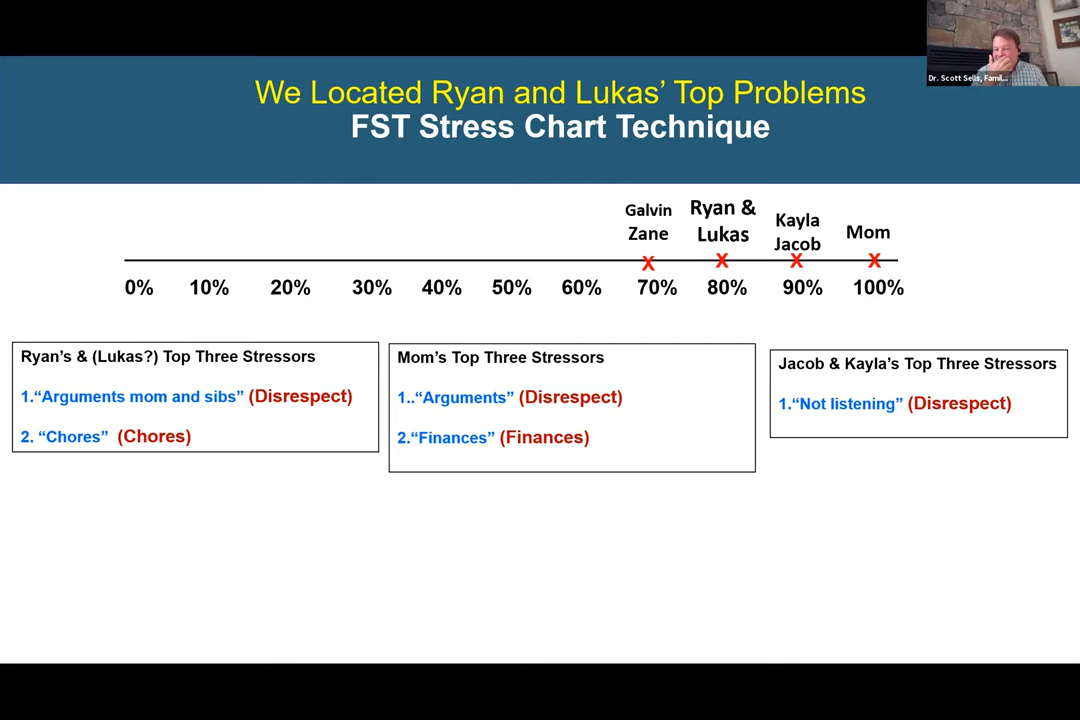 Dr. Scott Sells, Famil...
We Located Ryan and Lukas' Top Problems
FST Stress Chart Technique
Galvin
Zane
Ryan &
Lukas
Kayla
Jacob
Mom
X X X X
0% 10% 20% 30% 40% 50% 60% 70% 80% 90% 100%
Ryan's & (Lukas?) Top Three Stressors
1.“Arguments mom and sibs” (Disrespect)
2. “Chores” (Chores)
Mom's Top Three Stressors
1..“Arguments” (Disrespect)
2.“Finances” (Finances)
Jacob & Kayla's Top Three Stressors
1.“Not listening” (Disrespect)